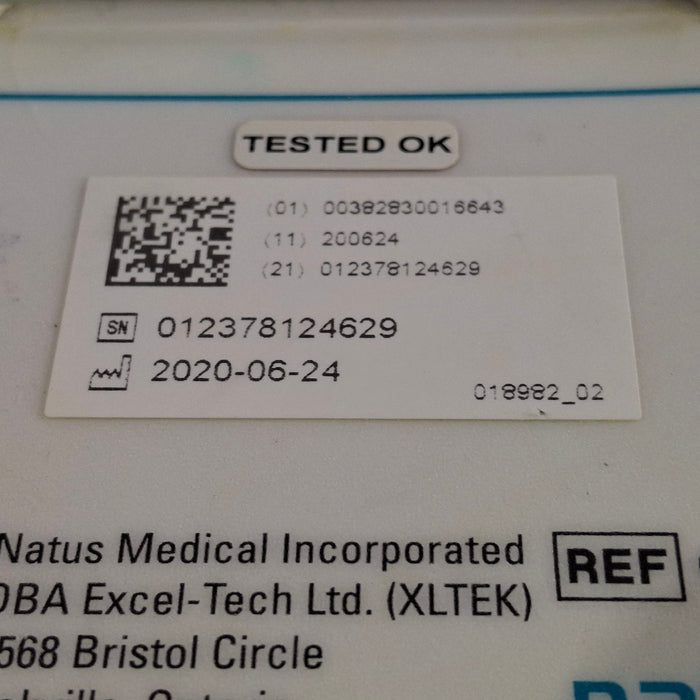 TESTED OK
(01) 00382830016643
(11) 200624
(21) 012378124629
SN 012378124629
2020-06-24
018982_02
Natus Medical Incorporated
DBA Excel-Tech Ltd. (XLTEK)
568 Bristol Circle
REF